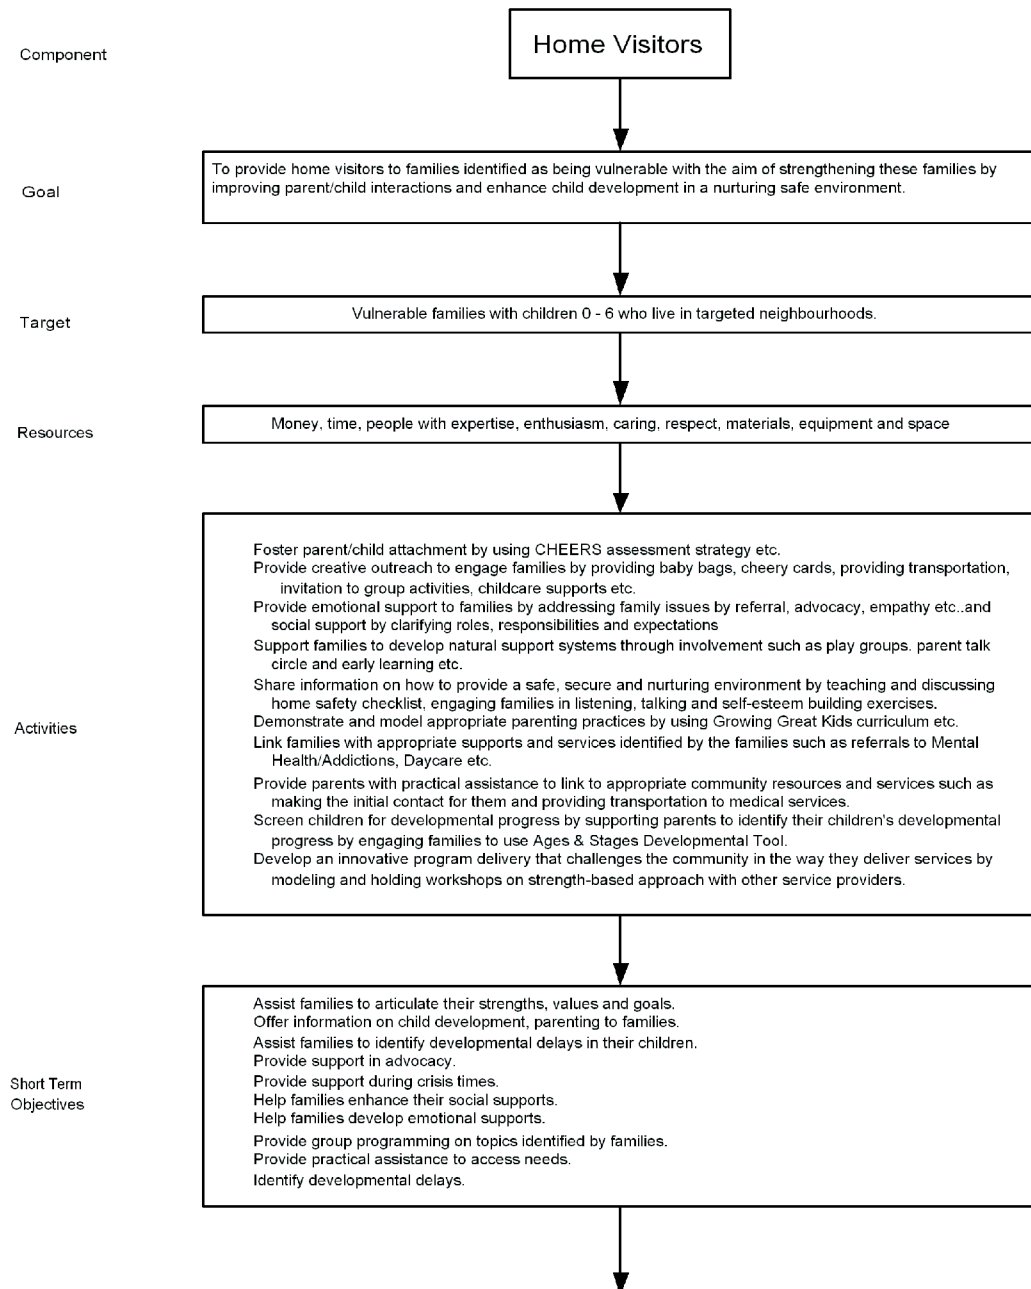 Component
Home Visitors
Goal
To provide home visitors to families identified as being vulnerable with the aim of strengthening these families by
improving parent/child interactions and enhance child development in a nurturing safe environment.
Target
Vulnerable families with children 0 - 6 who live in targeted neighbourhoods.
Resources
Money, time, people with expertise, enthusiasm, caring, respect, materials, equipment and space
Activities
Foster parent/child attachment by using CHEERS assessment strategy etc.
Provide creative outreach to engage families by providing baby bags, cheery cards, providing transportation,
invitation to group activities, childcare supports etc.
Provide emotional support to families by addressing family issues by referral, advocacy, empathy etc..and
social support by clarifying roles, responsibilities and expectations
Support families to develop natural support systems through involvement such as play groups. parent talk
circle and early learning etc.
Share information on how to provide a safe, secure and nurturing environment by teaching and discussing
home safety checklist, engaging families in listening, talking and self-esteem building exercises.
Demonstrate and model appropriate parenting practices by using Growing Great Kids curriculum etc.
Link families with appropriate supports and services identified by the families such as referrals to Mental
Health/Addictions, Daycare etc.
Provide parents with practical assistance to link to appropriate community resources and services such as
making the initial contact for them and providing transportation to medical services.
Screen children for developmental progress by supporting parents to identify their children's developmental
progress by engaging families to use Ages & Stages Developmental Tool.
Develop an innovative program delivery that challenges the community in the way they deliver services by
modeling and holding workshops on strength-based approach with other service providers.
Short Term
Objectives
Assist families to articulate their strengths, values and goals.
Offer information on child development, parenting to families.
Assist families to identify developmental delays in their children.
Provide support in advocacy.
Provide support during crisis times.
Help families enhance their social supports.
Help families develop emotional supports.
Provide group programming on topics identified by families.
Provide practical assistance to access needs.
Identify developmental delays.